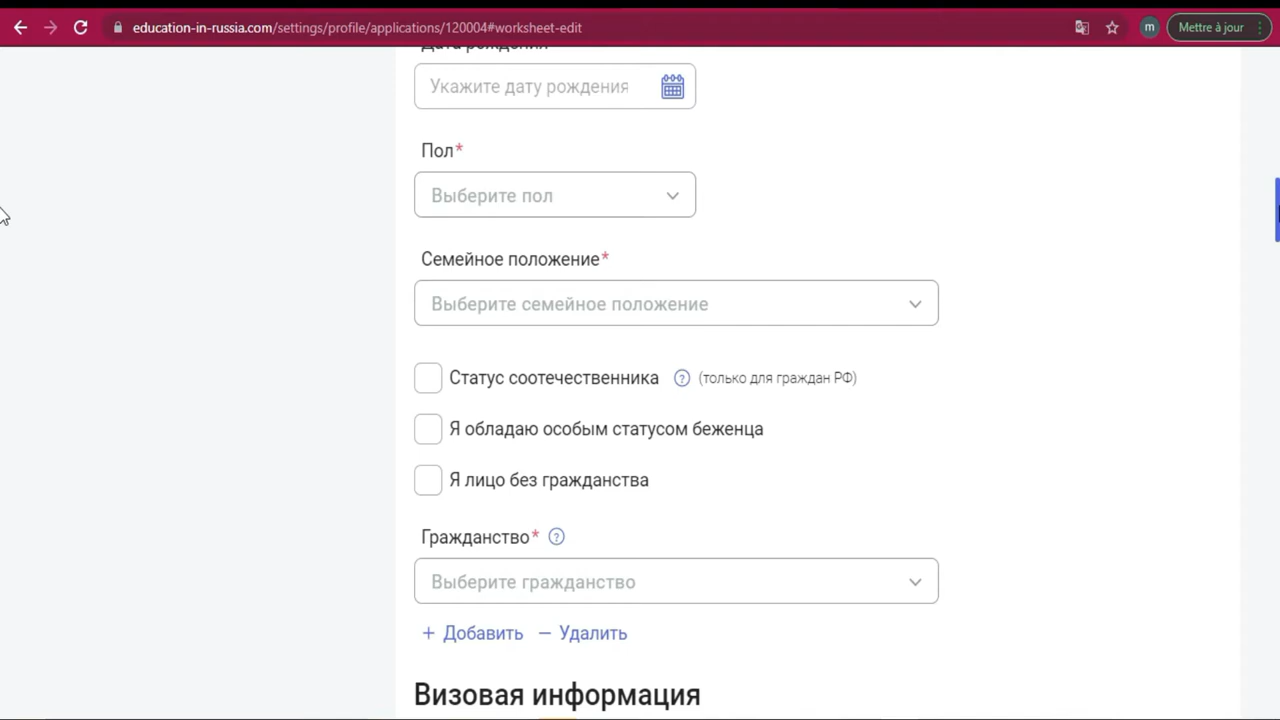 education-in-russia.com/settings/profile/applications/120004#worksheet-edit
m
Mettre à jour
Дата рождения
Укажите дату рождения
Пол*
Выберите пол
Семейное положение*
Выберите семейное положение
Статус соотечественника ? (только для граждан РФ)
Я обладаю особым статусом беженца
Я лицо без гражданства
Гражданство* ?
Выберите гражданство
+ Добавить − Удалить
Визовая информация